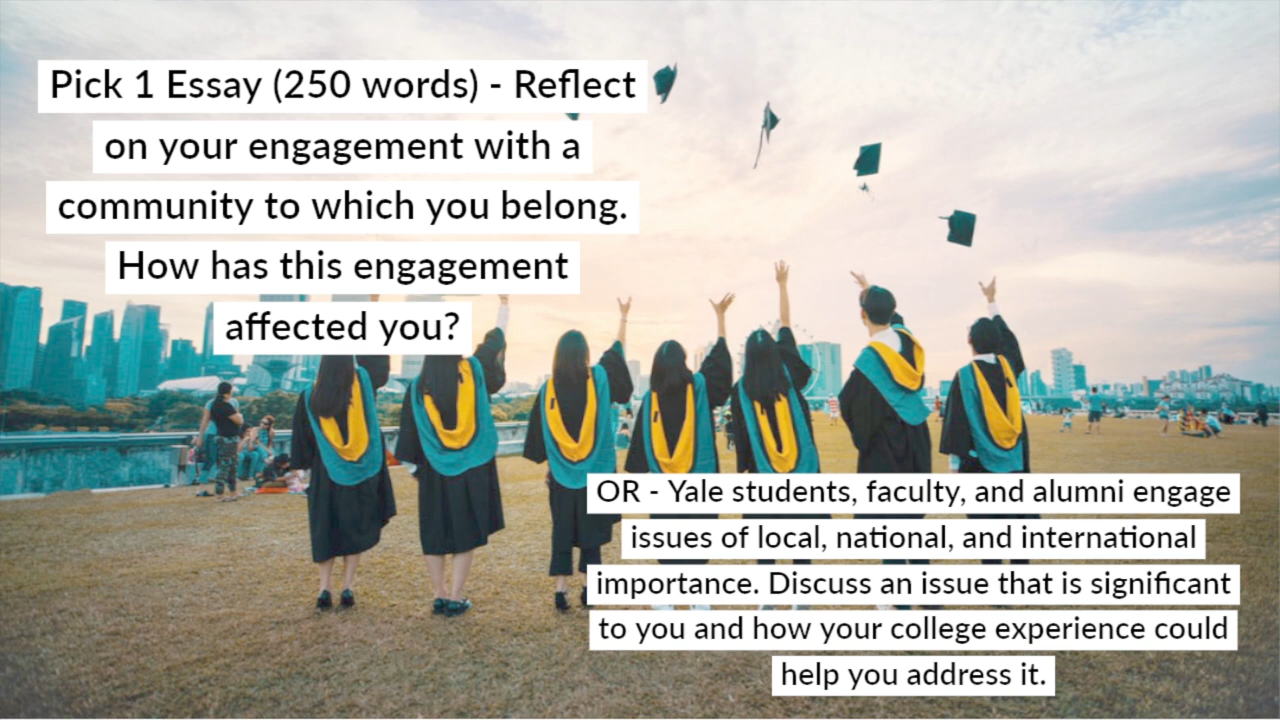 Pick 1 Essay (250 words) - Reflect
on your engagement with a
community to which you belong.
How has this engagement
affected you?
OR - Yale students, faculty, and alumni engage
issues of local, national, and international
importance. Discuss an issue that is significant
to you and how your college experience could
help you address it.